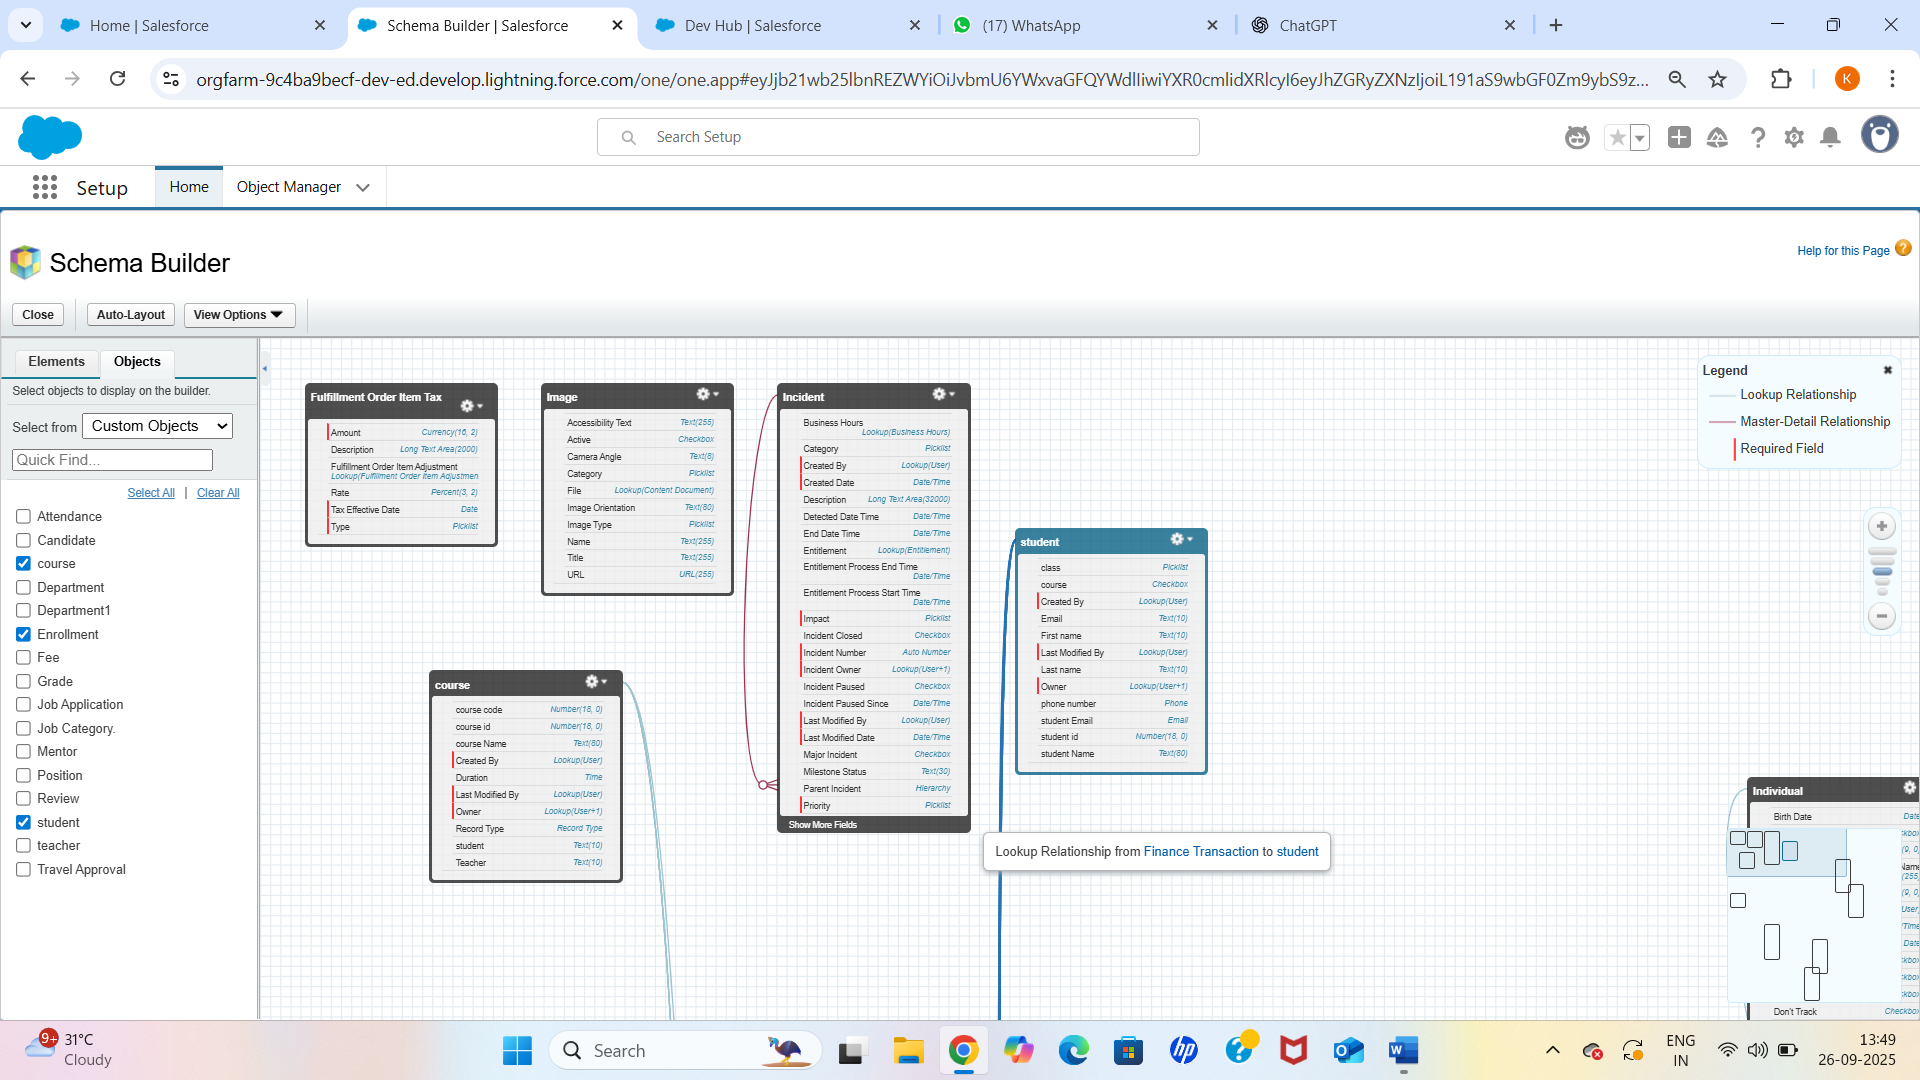 Home | Salesforce
Schema Builder | Salesforce
Dev Hub | Salesforce
(17) WhatsApp
ChatGPT
orgfarm-9c4ba9becf-dev-ed.develop.lightning.force.com/one/one.app#eyJjb21wb25lbnREZWYiOiJvbmU6YWxvaGFQYWdlIiwiYXR0cmlidXRlcyI6eyJhZGRyZXNzIjoiL191aS9wbGF0Zm9ybS9z...
K
Search Setup
Setup
Home
Object Manager
Schema Builder
Help for this Page
Close
Auto-Layout
View Options
Elements
Objects
Select objects to display on the builder.
Select from
Custom Objects
Quick Find...
Select All | Clear All
Attendance
Candidate
course
Department
Department1
Enrollment
Fee
Grade
Job Application
Job Category.
Mentor
Position
Review
student
teacher
Travel Approval
Fulfillment Order Item Tax
Amount Currency(16, 2)
Description Long Text Area(2000)
Fulfillment Order Item Adjustment
Lookup(Fulfillment Order Item Adjustmen
Rate Percent(3, 2)
Tax Effective Date Date
Type Picklist
Image
Accessibility Text Text(255)
Active Checkbox
Camera Angle Text(8)
Category Picklist
File Lookup(Content Document)
Image Orientation Text(80)
Image Type Picklist
Name Text(255)
Title Text(255)
URL URL(255)
Incident
Business Hours
Lookup(Business Hours)
Category Picklist
Created By Lookup(User)
Created Date Date/Time
Description Long Text Area(32000)
Detected Date Time Date/Time
End Date Time Date/Time
Entitlement Lookup(Entitlement)
Entitlement Process End Time
Date/Time
Entitlement Process Start Time
Date/Time
Impact Picklist
Incident Closed Checkbox
Incident Number Auto Number
Incident Owner Lookup(User+1)
Incident Paused Checkbox
Incident Paused Since Date/Time
Last Modified By Lookup(User)
Last Modified Date Date/Time
Major Incident Checkbox
Milestone Status Text(30)
Parent Incident Hierarchy
Priority Picklist
Show More Fields
course
course code Number(18, 0)
course id Number(18, 0)
course Name Text(80)
Created By Lookup(User)
Duration Time
Last Modified By Lookup(User)
Owner Lookup(User+1)
Record Type Record Type
student Text(10)
Teacher Text(10)
student
class Picklist
course Checkbox
Created By Lookup(User)
Email Text(10)
First name Text(10)
Last Modified By Lookup(User)
Last name Text(10)
Owner Lookup(User+1)
phone number Phone
student Email Email
student id Number(18, 0)
student Name Text(80)
Lookup Relationship from Finance Transaction to student
Legend
Lookup Relationship
Master-Detail Relationship
Required Field
Individual
Birth Date Date
Don't Track Checkbox
9+
31°C
Cloudy
Search
ENG
IN
13:49
26-09-2025